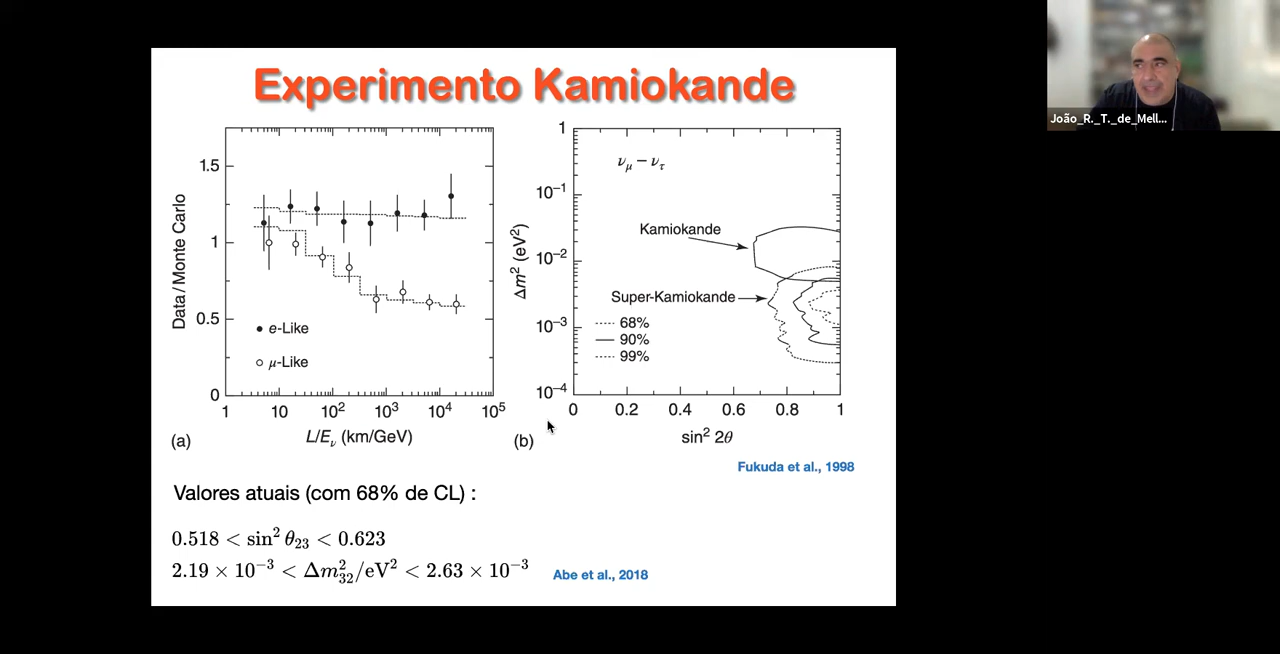 Experimento Kamiokande
João_R._T._de_Mell...
Data / Monte Carlo
1.5
1
0.5
0
e-Like
μ-Like
1 10 10² 10³ 10⁴ 10⁵
L/Eν (km/GeV)
(a)
νμ − ντ
Δm² (eV²)
1
10⁻¹
10⁻²
10⁻³
10⁻⁴
Kamiokande
Super-Kamiokande
68%
90%
99%
0 0.2 0.4 0.6 0.8 1
sin² 2θ
(b)
Fukuda et al., 1998
Valores atuais (com 68% de CL) :
0.518 < sin² θ₂₃ < 0.623
2.19 × 10⁻³ < Δm²₃₂/eV² < 2.63 × 10⁻³
Abe et al., 2018